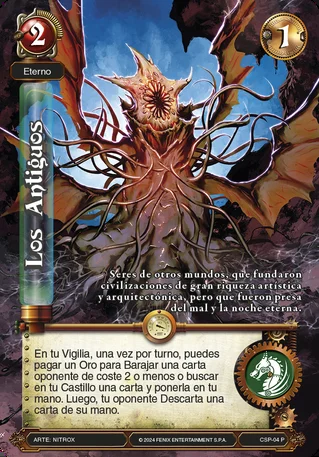 2
1
Eterno
Los Antiguos
Seres de otros mundos, que fundaron
civilizaciones de gran riqueza artística
y arquitectónica, pero que fueron presa
del mal y la noche eterna.
En tu Vigilia, una vez por turno, puedes
pagar un Oro para Barajar una carta
oponente de coste 2 o menos o buscar
en tu Castillo una carta y ponerla en tu
mano. Luego, tu oponente Descarta una
carta de su mano.
ARTE: NITROX
© 2024 FENIX ENTERTAINMENT S.P.A.
CSP-04 P